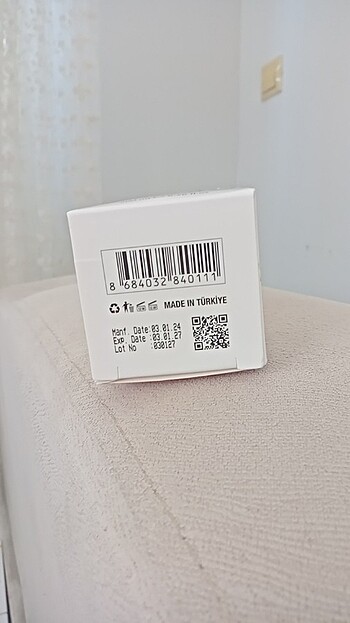 8 684032 840111
MADE IN TÜRKİYE
Manf. Date:03.01.24
Exp. Date :03.01.27
Lot No :030127